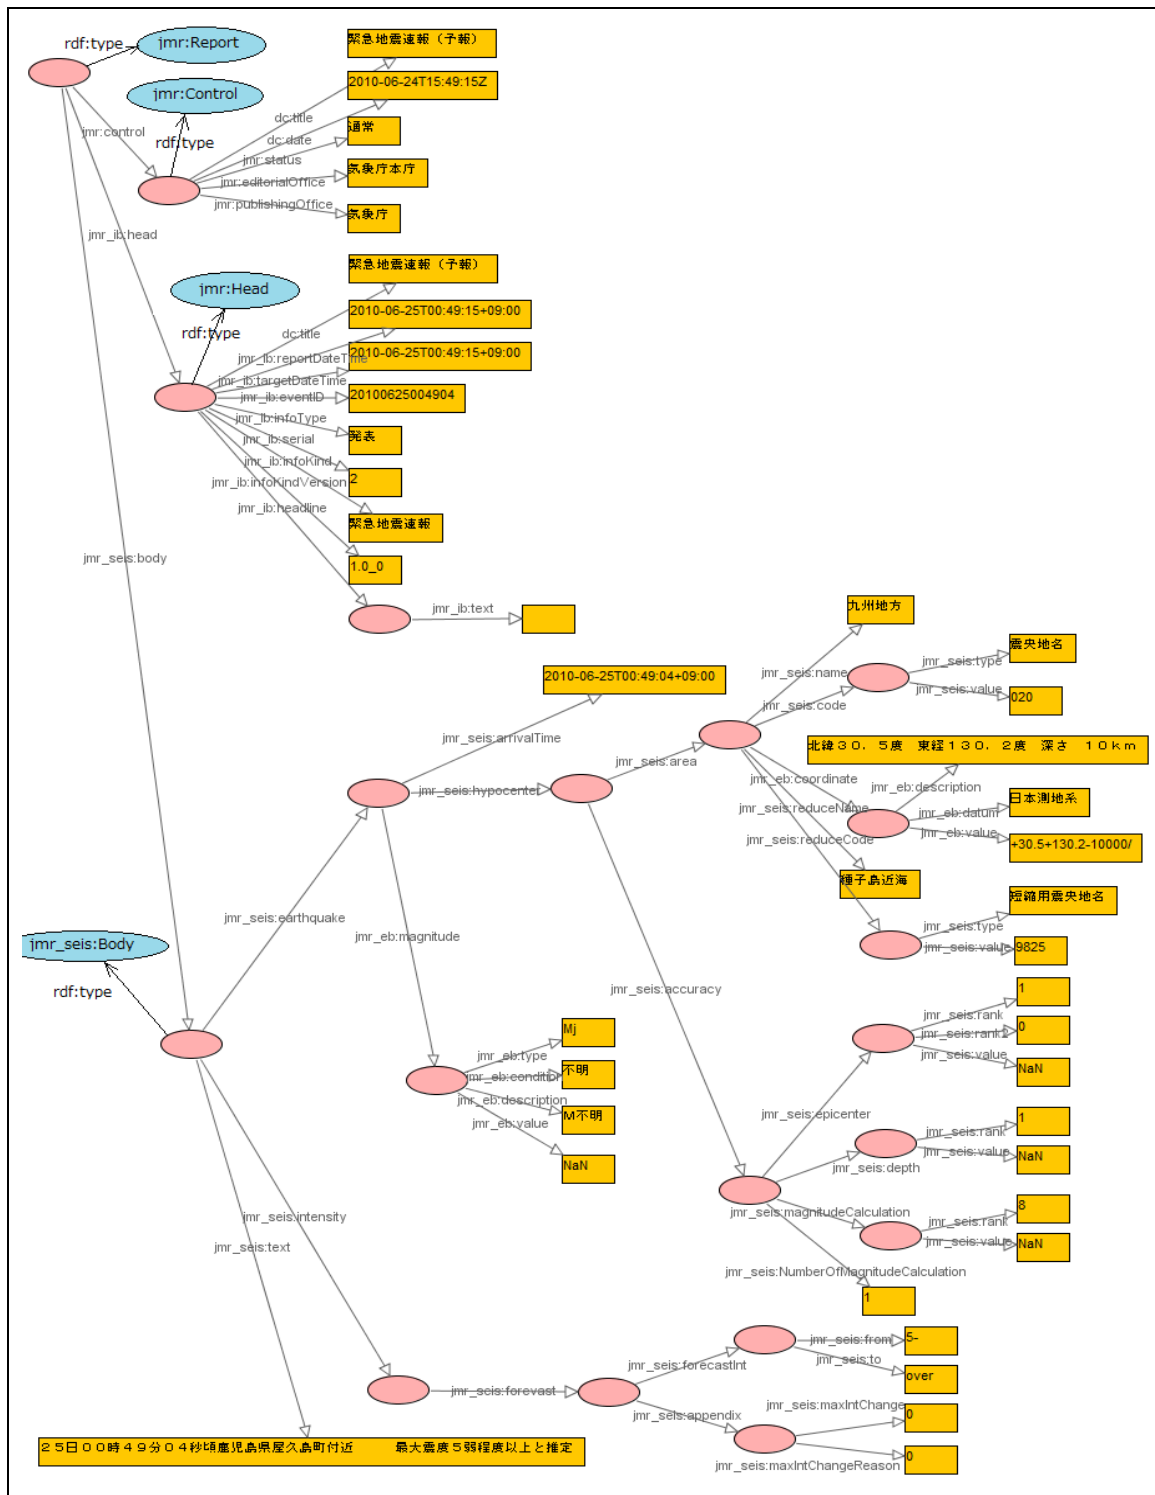 jmr:Report
rdf:type
緊急地震速報（予報）
2010-06-24T15:49:15Z
jmr:Control
jmr:control
rdf:type
dc:title
dc:date
通常
jmr:status
気象庁本庁
jmr:editorialOffice
jmr:publishingOffice
気象庁
jmr_ib:head
緊急地震速報（予報）
jmr:Head
2010-06-25T00:49:15+09:00
rdf:type
dc:title
jmr_ib:reportDateTime
2010-06-25T00:49:15+09:00
jmr_ib:targetDateTime
jmr_ib:eventID
20100625004904
jmr_ib:infoType
発表
jmr_ib:serial
jmr_ib:infoKind
2
jmr_ib:infoKindVersion
jmr_ib:headline
緊急地震速報
jmr_seis:body
1.0_0
jmr_ib:text
九州地方
jmr_seis:type
震央地名
jmr_seis:name
2010-06-25T00:49:04+09:00
jmr_seis:value
020
jmr_seis:code
jmr_seis:arrivalTime
北緯３０．５度　東経１３０．２度　深さ　１０ｋｍ
jmr_seis:area
jmr_eb:coordinate
jmr_eb:description
jmr_seis:hypocenter
日本測地系
jmr_seis:reduceName
jmr_eb:datum
jmr_eb:value
jmr_seis:reduceCode
+30.5+130.2-10000/
種子島近海
短縮用震央地名
jmr_seis:earthquake
jmr_seis:type
jmr_eb:magnitude
jmr_seis:value
9825
jmr_seis:Body
rdf:type
jmr_seis:accuracy
1
jmr_seis:rank
jmr_seis:rank2
0
Mj
jmr_eb:type
jmr_seis:value
NaN
jmr_eb:condition
不明
jmr_eb:description
jmr_seis:epicenter
M不明
jmr_eb:value
1
jmr_seis:rank
NaN
jmr_seis:value
NaN
jmr_seis:depth
jmr_seis:intensity
jmr_seis:magnitudeCalculation
8
jmr_seis:rank
jmr_seis:text
jmr_seis:value
NaN
jmr_seis:NumberOfMagnitudeCalculation
1
jmr_seis:from
5-
jmr_seis:forecastInt
jmr_seis:to
over
jmr_scis:forevast
jmr_seis:maxIntChange
jmr_seis:appendix
0
２５日００時４９分０４秒頃鹿児島県屋久島町付近　　最大震度５弱程度以上と推定
0
jmr_seis:maxIntChangeReason